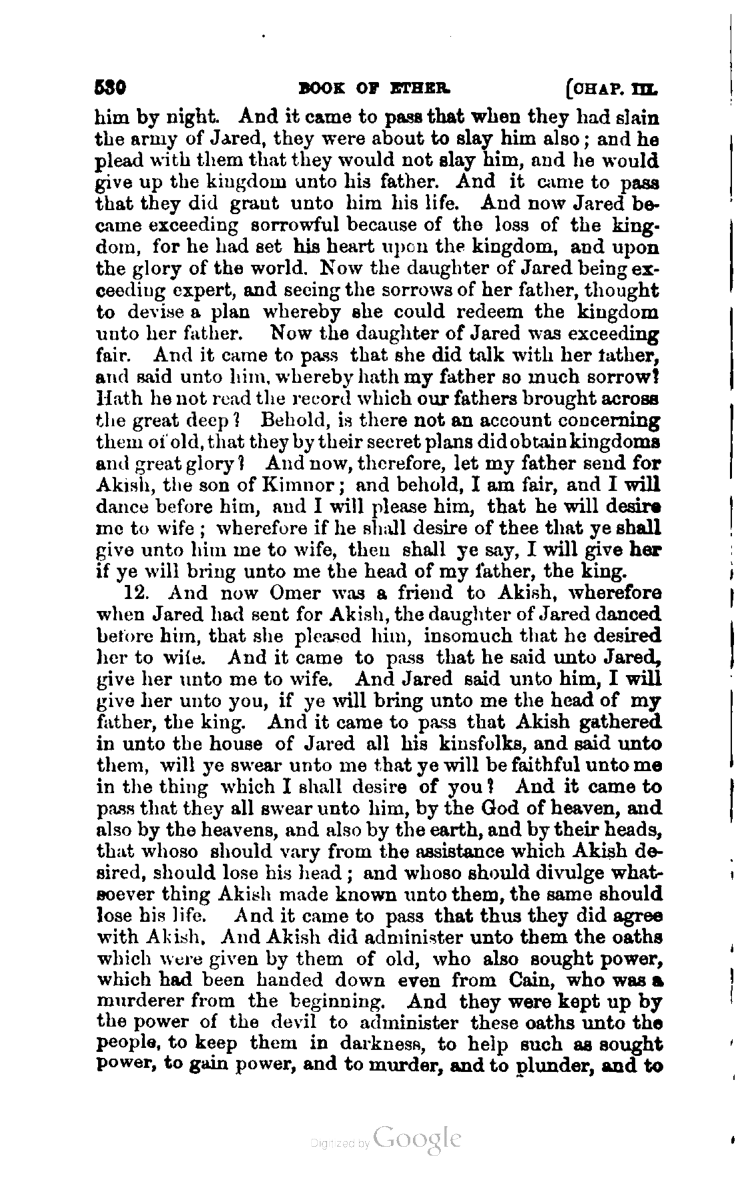 530 BOOK OF ETHER. (CHAP. III.
him by night. And it came to pass that when they had slain
the army of Jared, they were about to slay him also; and he
plead with them that they would not slay him, and he would
give up the kingdom unto his father. And it came to pass
that they did grant unto him his life. And now Jared be-
came exceeding sorrowful because of the loss of the king-
dom, for he had set his heart upon the kingdom, and upon
the glory of the world. Now the daughter of Jared being ex-
ceeding expert, and seeing the sorrows of her father, thought
to devise a plan whereby she could redeem the kingdom
unto her father. Now the daughter of Jared was exceeding
fair. And it came to pass that she did talk with her father,
and said unto him, whereby hath my father so much sorrow?
Hath he not read the record which our fathers brought across
the great deep? Behold, is there not an account concerning
them of old, that they by their secret plans did obtain kingdoms
and great glory? And now, therefore, let my father send for
Akish, the son of Kimnor; and behold, I am fair, and I will
dance before him, and I will please him, that he will desire
me to wife; wherefore if he shall desire of thee that ye shall
give unto him me to wife, then shall ye say, I will give her
if ye will bring unto me the head of my father, the king.
12. And now Omer was a friend to Akish, wherefore
when Jared had sent for Akish, the daughter of Jared danced
before him, that she pleased him, insomuch that he desired
her to wife. And it came to pass that he said unto Jared,
give her unto me to wife. And Jared said unto him, I will
give her unto you, if ye will bring unto me the head of my
father, the king. And it came to pass that Akish gathered
in unto the house of Jared all his kinsfolks, and said unto
them, will ye swear unto me that ye will be faithful unto me
in the thing which I shall desire of you? And it came to
pass that they all swear unto him, by the God of heaven, and
also by the heavens, and also by the earth, and by their heads,
that whoso should vary from the assistance which Akish de-
sired, should lose his head; and whoso should divulge what-
soever thing Akish made known unto them, the same should
lose his life. And it came to pass that thus they did agree
with Akish. And Akish did administer unto them the oaths
which were given by them of old, who also sought power,
which had been handed down even from Cain, who was a
murderer from the beginning. And they were kept up by
the power of the devil to administer these oaths unto the
people, to keep them in darkness, to help such as sought
power, to gain power, and to murder, and to plunder, and to
Digitized by Google